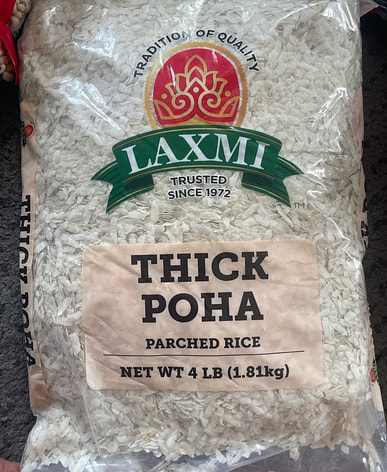 TRADITION OF QUALITY
LAXMI
TRUSTED
SINCE 1972
TM
THICK
POHA
PARCHED RICE
NET WT 4 LB (1.81kg)
THICK POHA